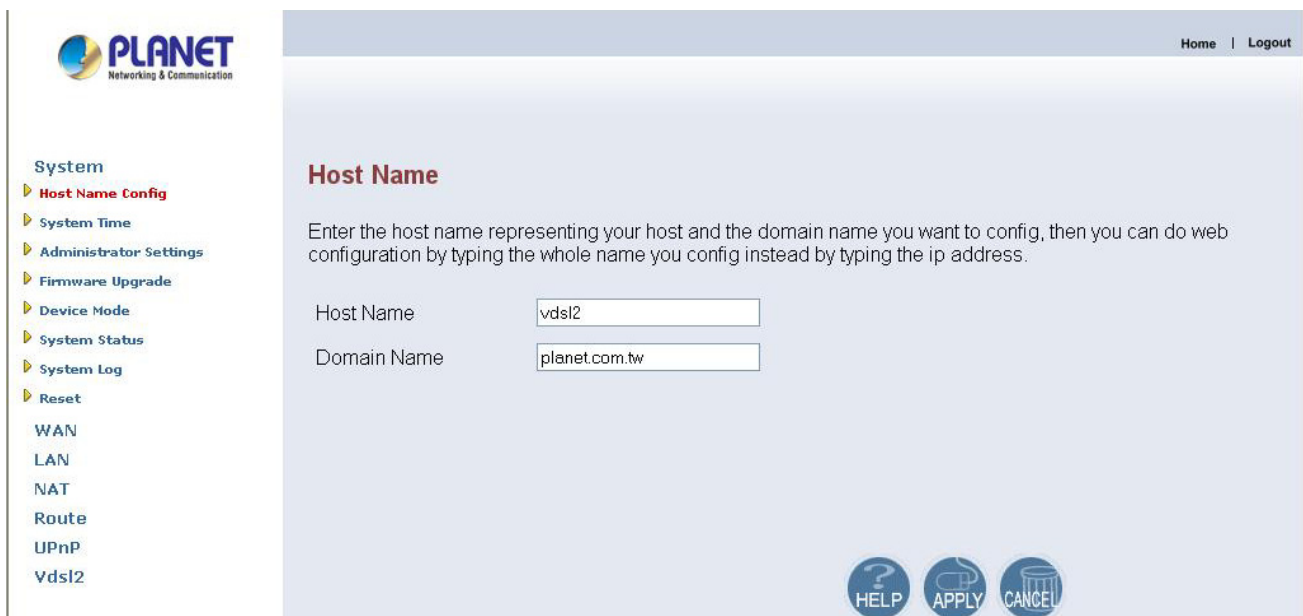 PLANET
Networking & Communication
Home | Logout
System
Host Name Config
System Time
Administrator Settings
Firmware Upgrade
Device Mode
System Status
System Log
Reset
WAN
LAN
NAT
Route
UPnP
Vdsl2
Host Name
Enter the host name representing your host and the domain name you want to config, then you can do web
configuration by typing the whole name you config instead by typing the ip address.
Host Name vdsl2
Domain Name planet.com.tw
HELP APPLY CANCEL